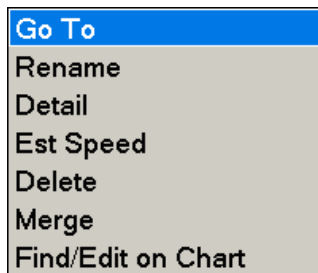 Go To
Rename
Detail
Est Speed
Delete
Merge
Find/Edit on Chart